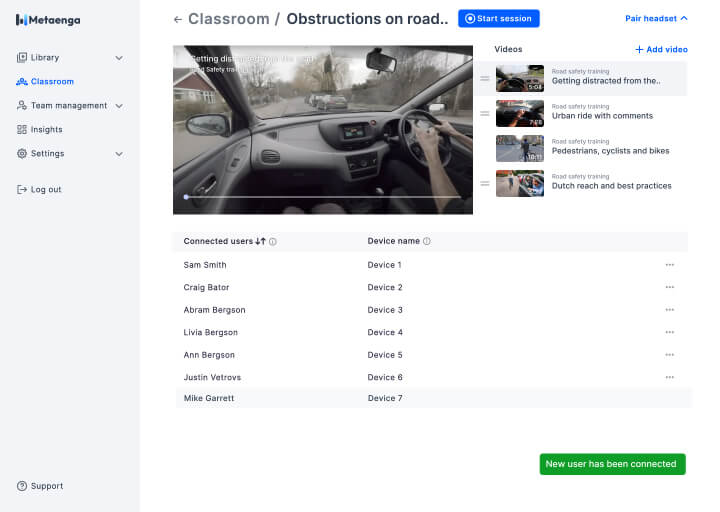 Metaenga
Library
Classroom
Team management
Insights
Settings
Log out
Support
← Classroom / Obstructions on road..
Start session
Pair headset
Getting distracted from the road
Road Safety training
Videos
+ Add video
Road safety training
Getting distracted from the..
5:04
Road safety training
Urban ride with comments
Road safety training
Pedestrians, cyclists and bikes
10:11
Road safety training
Dutch reach and best practices
Connected users
Device name
Sam Smith
Device 1
Craig Bator
Device 2
Abram Bergson
Device 3
Livia Bergson
Device 4
Ann Bergson
Device 5
Justin Vetrovs
Device 6
Mike Garrett
Device 7
New user has been connected